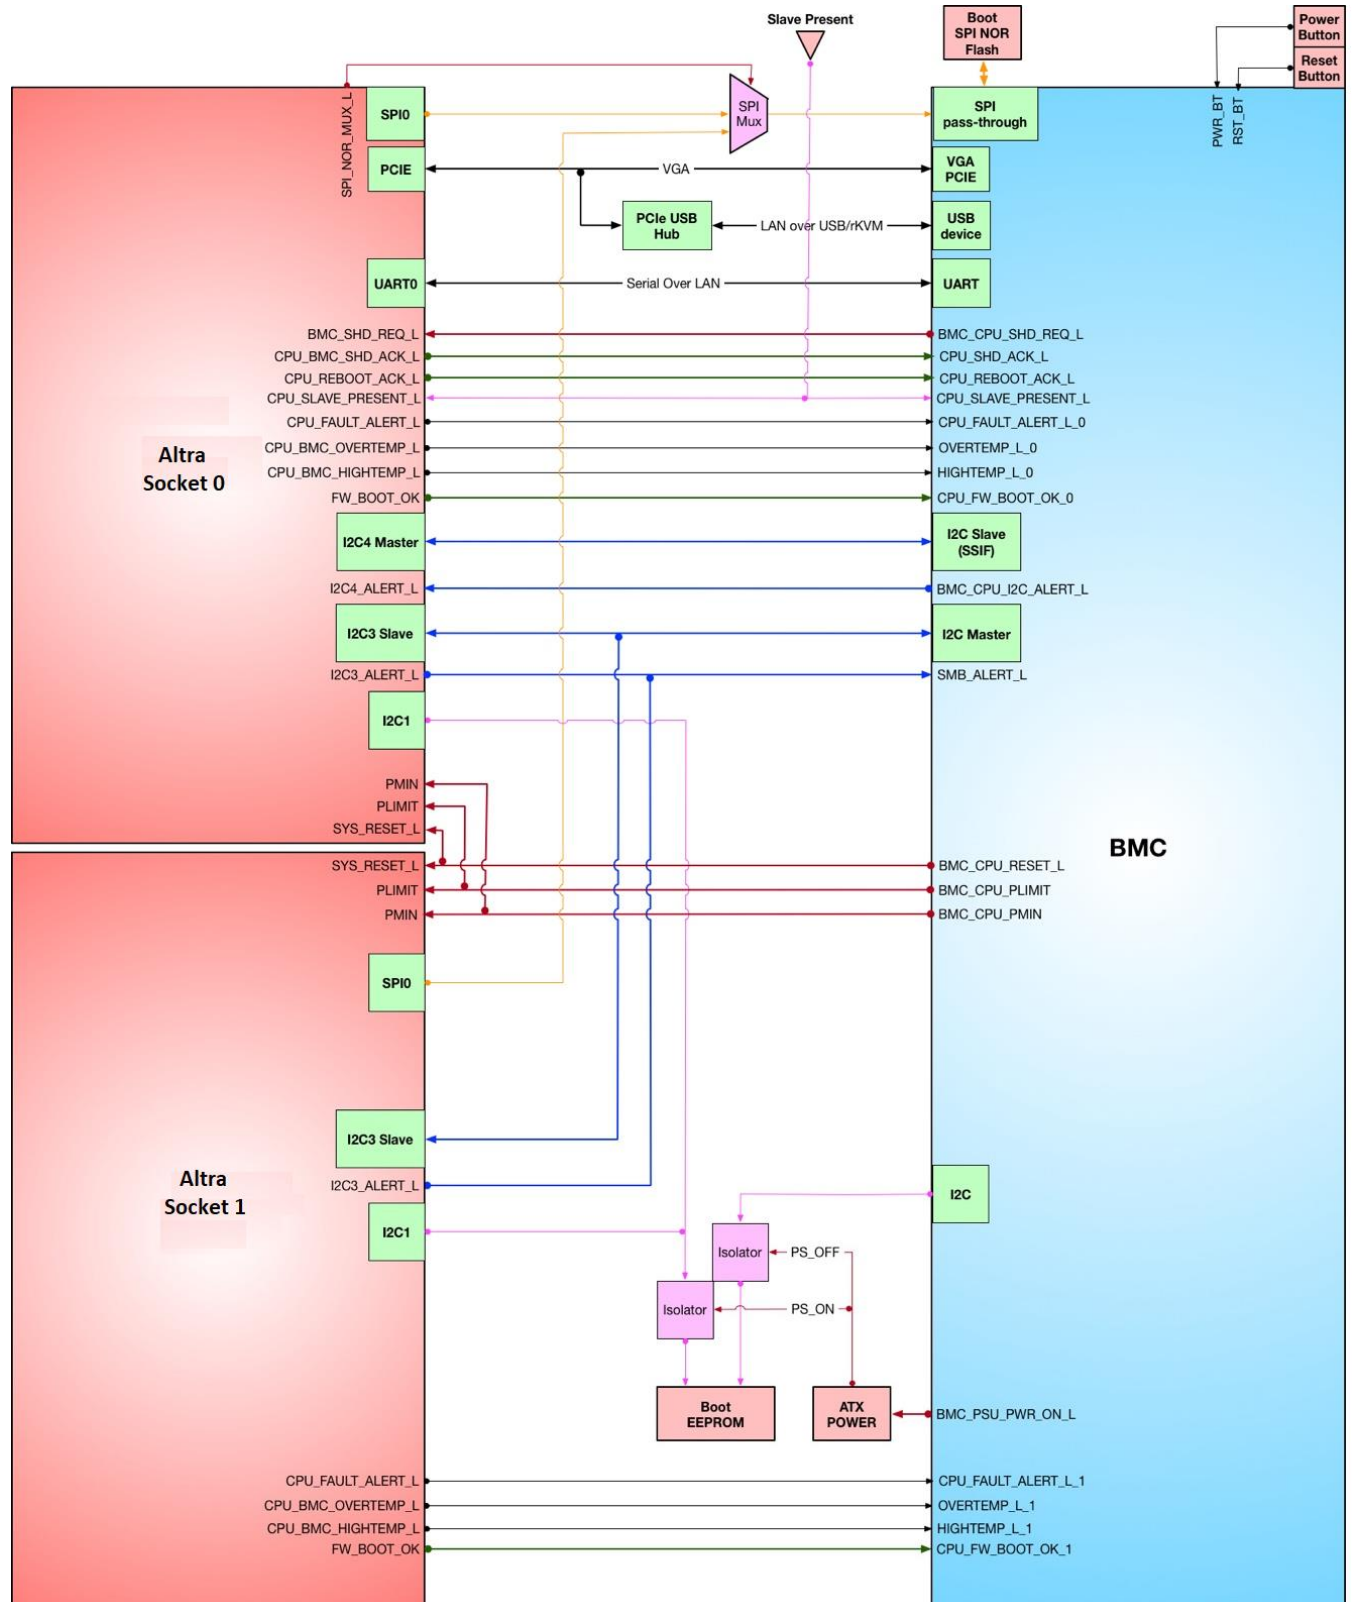 Slave Present
Boot
SPI NOR
Flash
Power
Button
Reset
Button
SPI_NOR_MUX_L
SPI0
SPI
Mux
SPI
pass-through
PWR_BT
RST_BT
PCIE
VGA
VGA
PCIE
PCIe USB
Hub
LAN over USB/rKVM
USB
device
UART0
Serial Over LAN
UART
BMC_SHD_REQ_L
BMC_CPU_SHD_REQ_L
CPU_BMC_SHD_ACK_L
CPU_SHD_ACK_L
CPU_REBOOT_ACK_L
CPU_REBOOT_ACK_L
CPU_SLAVE_PRESENT_L
CPU_SLAVE_PRESENT_L
CPU_FAULT_ALERT_L
CPU_FAULT_ALERT_L_0
CPU_BMC_OVERTEMP_L
OVERTEMP_L_0
CPU_BMC_HIGHTEMP_L
HIGHTEMP_L_0
FW_BOOT_OK
CPU_FW_BOOT_OK_0
Altra
Socket 0
I2C4 Master
I2C Slave
(SSIF)
I2C4_ALERT_L
BMC_CPU_I2C_ALERT_L
I2C3 Slave
I2C Master
I2C3_ALERT_L
SMB_ALERT_L
I2C1
PMIN
PLIMIT
SYS_RESET_L
BMC
SYS_RESET_L
BMC_CPU_RESET_L
PLIMIT
BMC_CPU_PLIMIT
PMIN
BMC_CPU_PMIN
SPI0
I2C3 Slave
Altra
Socket 1
I2C3_ALERT_L
I2C
I2C1
Isolator
PS_OFF
Isolator
PS_ON
Boot
EEPROM
ATX
POWER
BMC_PSU_PWR_ON_L
CPU_FAULT_ALERT_L
CPU_FAULT_ALERT_L_1
CPU_BMC_OVERTEMP_L
OVERTEMP_L_1
CPU_BMC_HIGHTEMP_L
HIGHTEMP_L_1
FW_BOOT_OK
CPU_FW_BOOT_OK_1